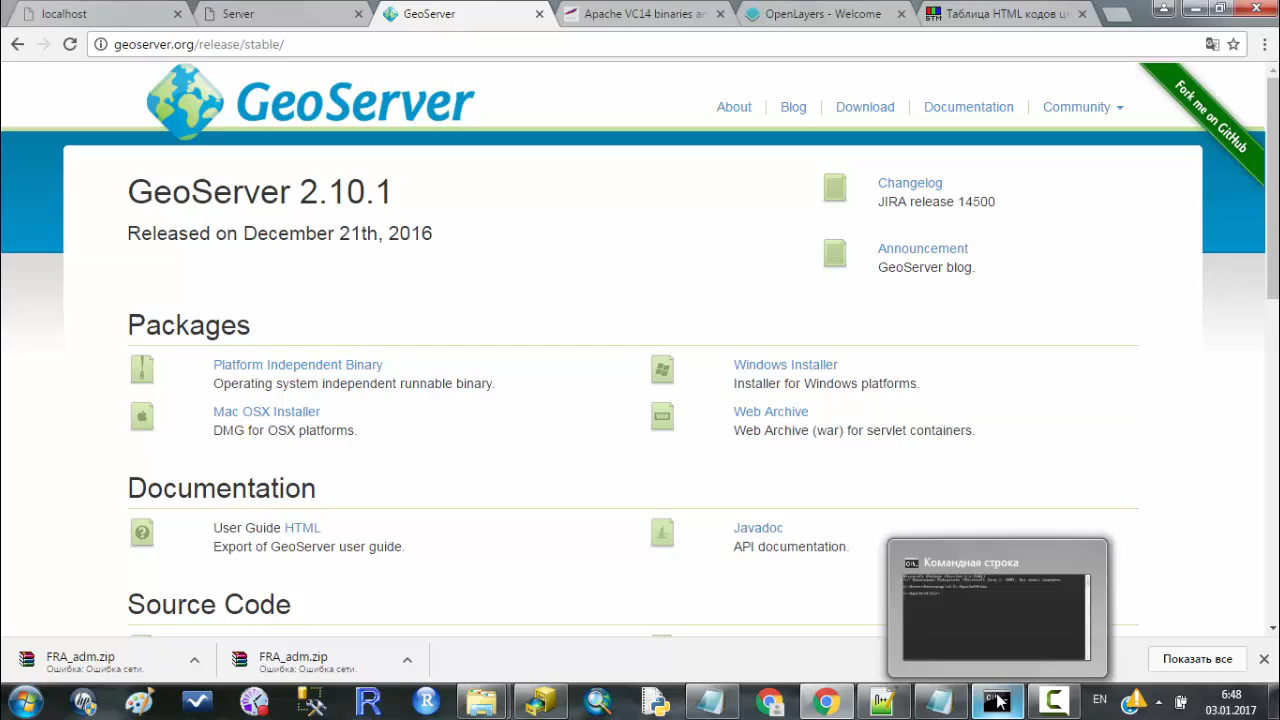 localhost
Server
GeoServer
Apache VC14 binaries an
OpenLayers - Welcome
STM
Таблица HTML кодов ц
geoserver.org/release/stable/
GeoServer
About
Blog
Download
Documentation
Community
Fork me on GitHub
GeoServer 2.10.1
Released on December 21th, 2016
Changelog
JIRA release 14500
Announcement
GeoServer blog.
Packages
Platform Independent Binary
Operating system independent runnable binary.
Windows Installer
Installer for Windows platforms.
Mac OSX Installer
DMG for OSX platforms.
Web Archive
Web Archive (war) for servlet containers.
Documentation
User Guide HTML
Export of GeoServer user guide.
Javadoc
API documentation.
Source Code
Командная строка
FRA_adm.zip
Ошибка: Ошибка сети.
FRA_adm.zip
Ошибка: Ошибка сети.
Показать все
EN
6:48
03.01.2017